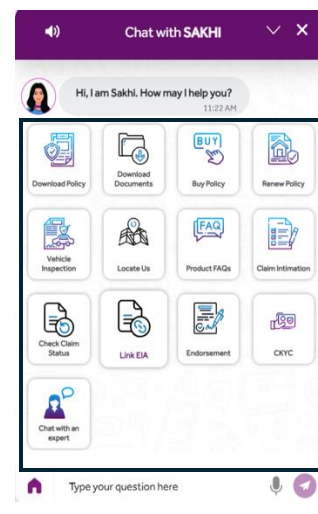 Chat with SAKHI
Hi, I am Sakhi. How may I help you?
11:22 AM
Download Policy
Download
Documents
BUY
Buy Policy
Renew Policy
Vehicle
Inspection
Locate Us
FAQ
Product FAQs
Claim Intimation
Check Claim
Status
Link EIA
Endorsement
CKYC
Chat with an
expert
Type your question here